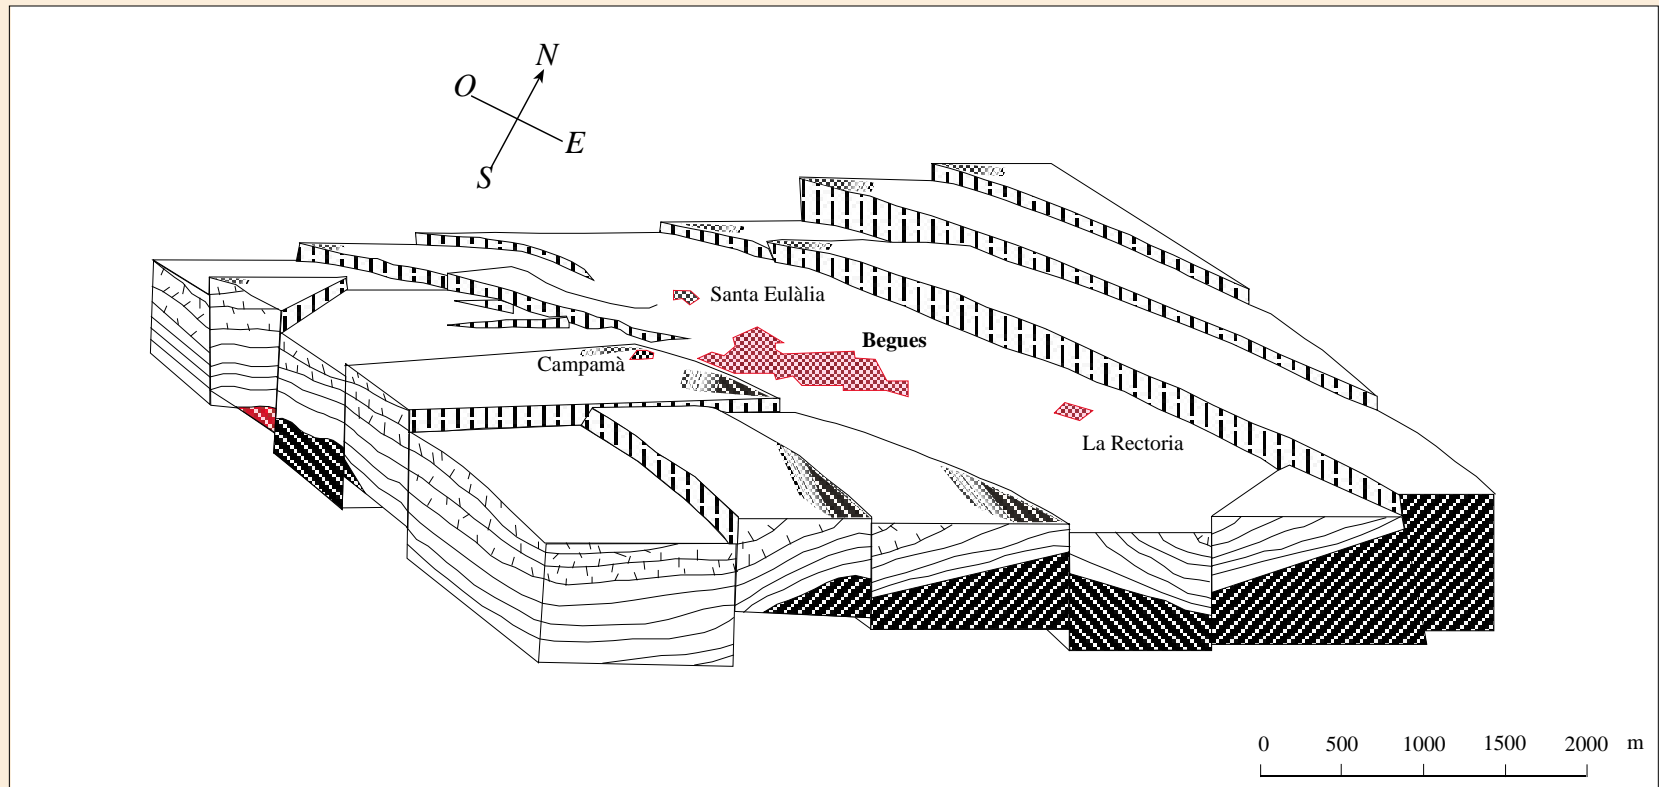 N
O
E
S
Santa Eulàlia
Begues
Campamà
La Rectoria
0 500 1000 1500 2000 m